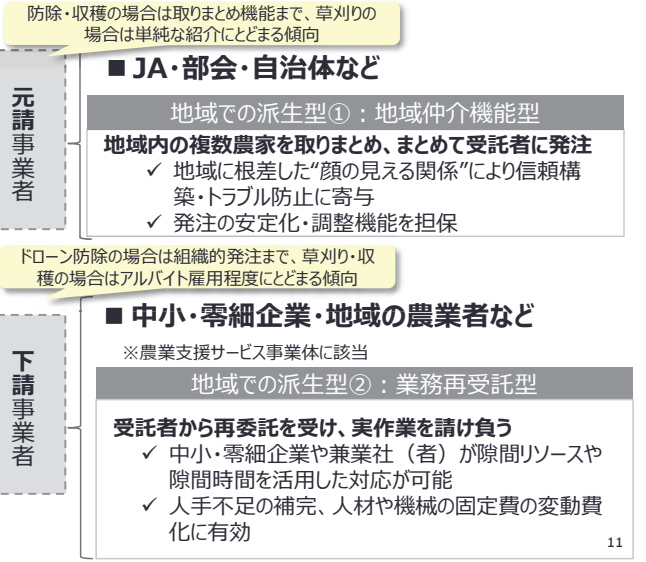 防除・収穫の場合は取りまとめ機能まで、草刈りの
場合は単純な紹介にとどまる傾向
元請事業者
■ JA・部会・自治体など
地域での派生型①：地域仲介機能型
地域内の複数農家を取りまとめ、まとめて受託者に発注
✓ 地域に根差した“顔の見える関係”により信頼構
築・トラブル防止に寄与
✓ 発注の安定化・調整機能を担保
ドローン防除の場合は組織的発注まで、草刈り・収
穫の場合はアルバイト雇用程度にとどまる傾向
下請事業者
■ 中小・零細企業・地域の農業者など
※農業支援サービス事業体に該当
地域での派生型②：業務再受託型
受託者から再委託を受け、実作業を請け負う
✓ 中小・零細企業や兼業社（者）が隙間リソースや
隙間時間を活用した対応が可能
✓ 人手不足の補完、人材や機械の固定費の変動費
化に有効
11